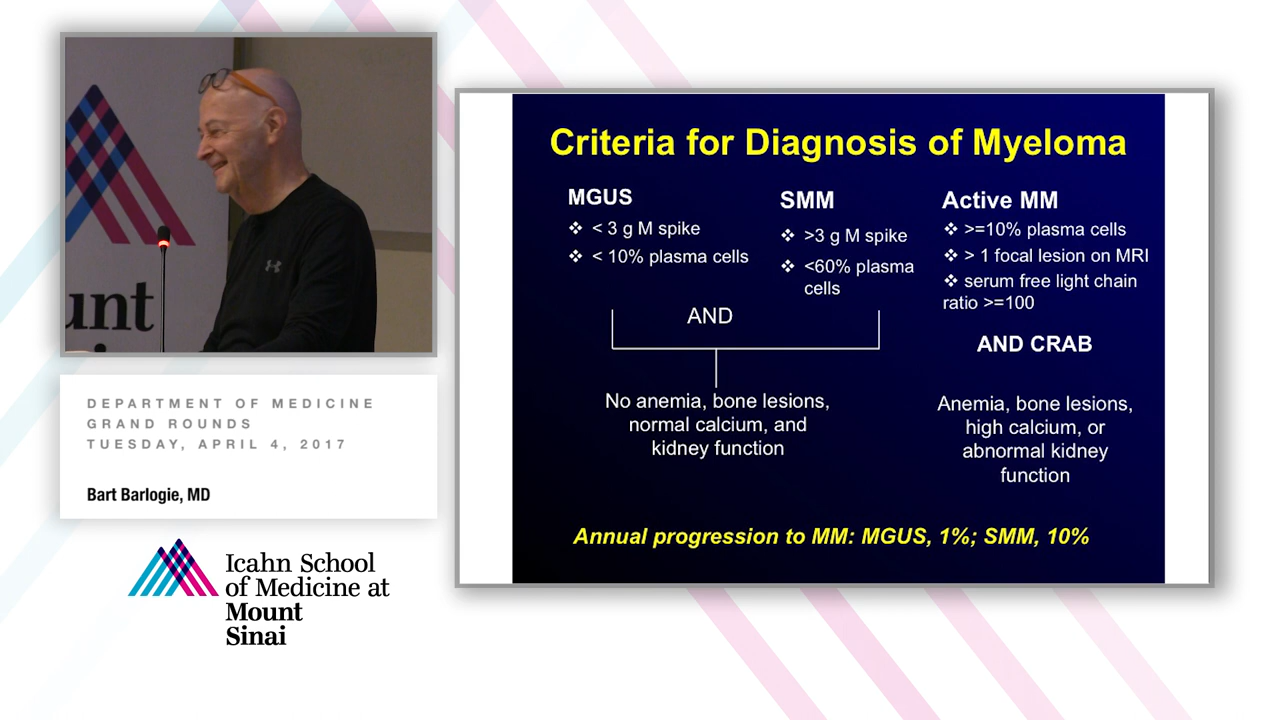 unt
DEPARTMENT OF MEDICINE
GRAND ROUNDS
TUESDAY, APRIL 4, 2017
Bart Barlogie, MD
Icahn School
of Medicine at
Mount
Sinai
Criteria for Diagnosis of Myeloma
MGUS
❖ < 3 g M spike
❖ < 10% plasma cells
SMM
❖ >3 g M spike
❖ <60% plasma
cells
AND
No anemia, bone lesions,
normal calcium, and
kidney function
Active MM
❖ >=10% plasma cells
❖ > 1 focal lesion on MRI
❖ serum free light chain
ratio >=100
AND CRAB
Anemia, bone lesions,
high calcium, or
abnormal kidney
function
Annual progression to MM: MGUS, 1%; SMM, 10%